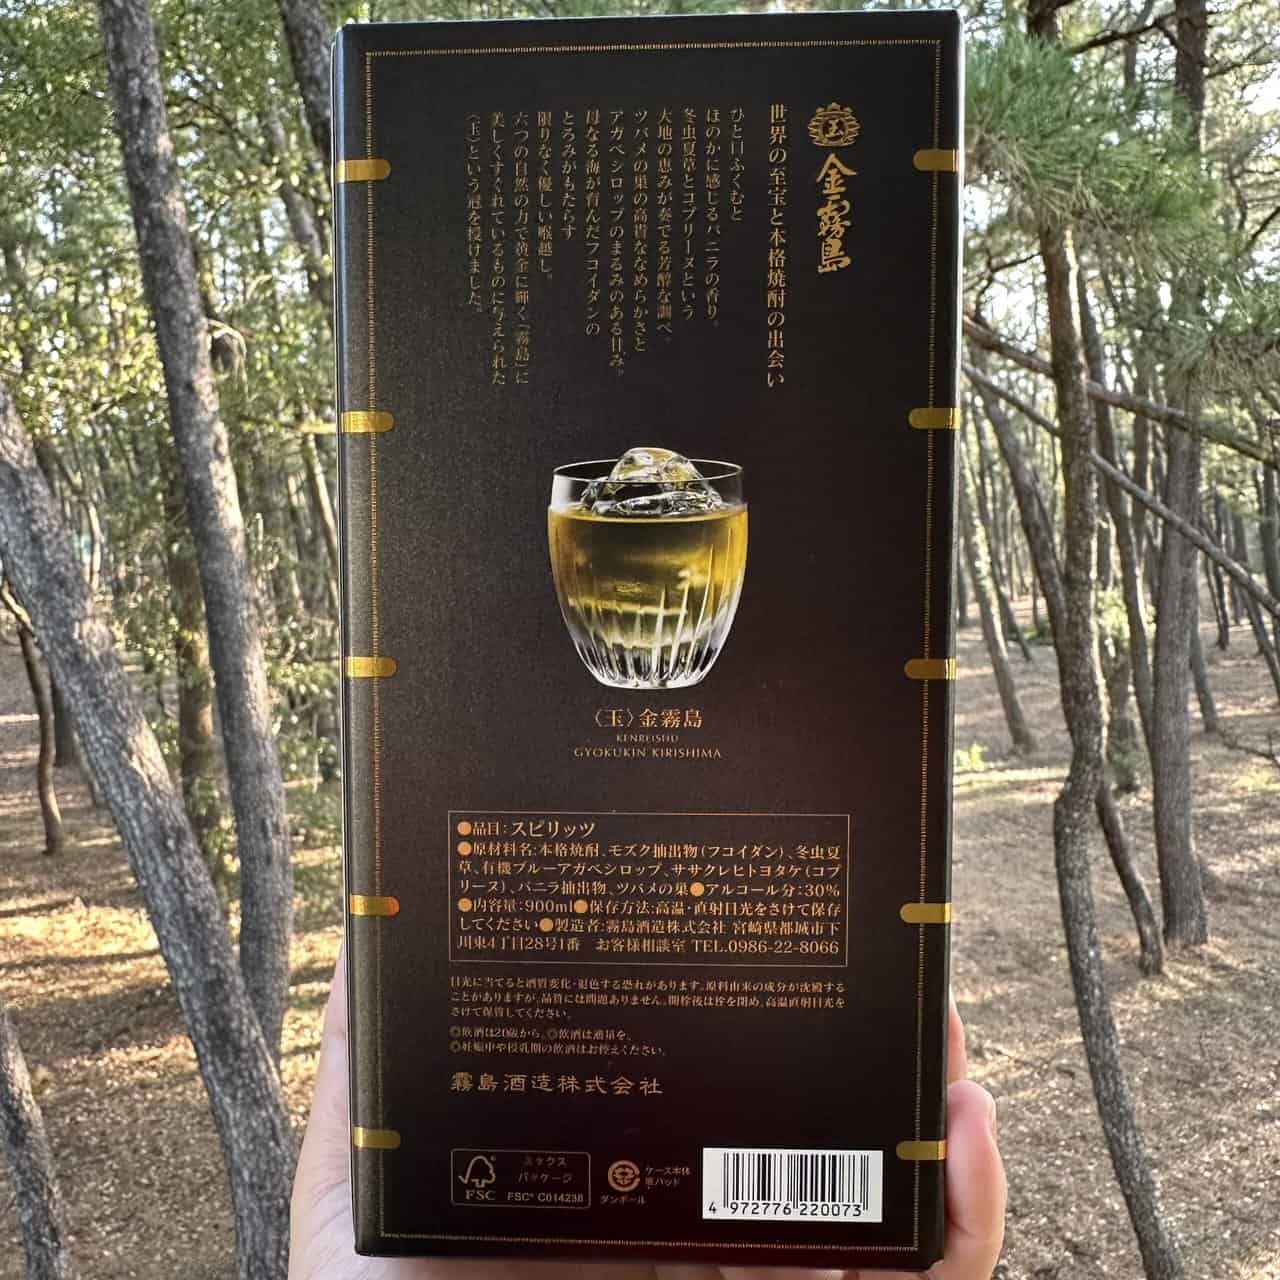 玉
金霧島
世界の至宝と本格焼酎の出会い
ひと口ふくむと
ほのかに感じるバニラの香り。
冬虫夏草とコプリーヌという
大地の恵みが奏でる芳醇な調べ。
ツバメの巣の高貴ななめらかさと
アガベシロップのまるみのある甘み。
母なる海が育んだフコイダンの
とろみがもたらす
限りなく優しい喉越し。
六つの自然の力で黄金に輝く「霧島」に
美しくすぐれているものに与えられた
〈玉〉という冠を授けました。
〈玉〉金霧島
KENREISHU
GYOKUKIN KIRISHIMA
●品目:スピリッツ
●原材料名:本格焼酎、モズク抽出物(フコイダン)、冬虫夏
草、有機ブルーアガベシロップ、ササクレヒトヨタケ(コプ
リーヌ)、バニラ抽出物、ツバメの巣●アルコール分:30%
●内容量:900ml●保存方法:高温・直射日光をさけて保存
してください●製造者:霧島酒造株式会社 宮崎県都城市下
川東4丁目28号1番 お客様相談室 TEL.0986-22-8066
日光に当てると酒質変化・退色する恐れがあります。原料由来の成分が沈殿する
ことがありますが、品質には問題ありません。開栓後は栓を閉め、高温直射日光を
さけて保管してください。
◎飲酒は20歳から。◎飲酒は適量を。
◎妊娠中や授乳期の飲酒はお控えください。
霧島酒造株式会社
FSC
ミックス
パッケージ
FSC® C014238
ダンボール
ケース本体
底パッド
4 972776 220073